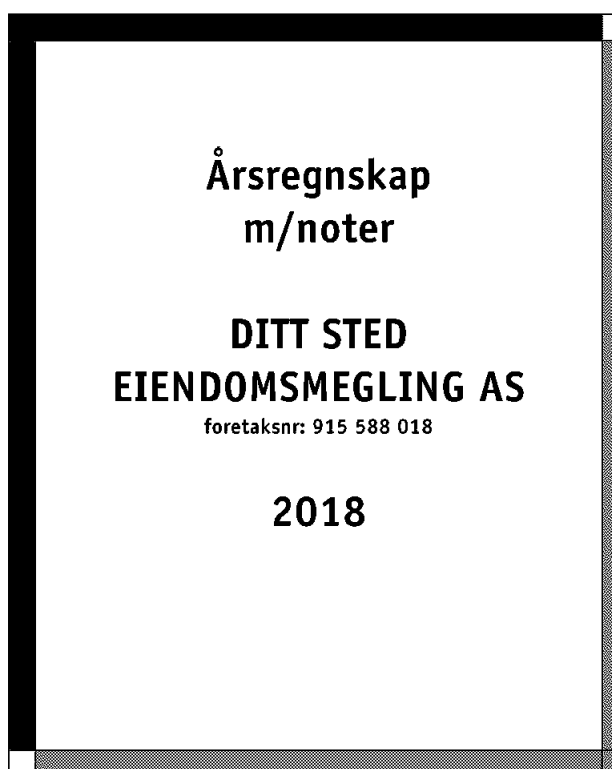 Årsregnskap
m/noter
DITT STED
EIENDOMSMEGLING AS
foretaksnr: 915 588 018
2018